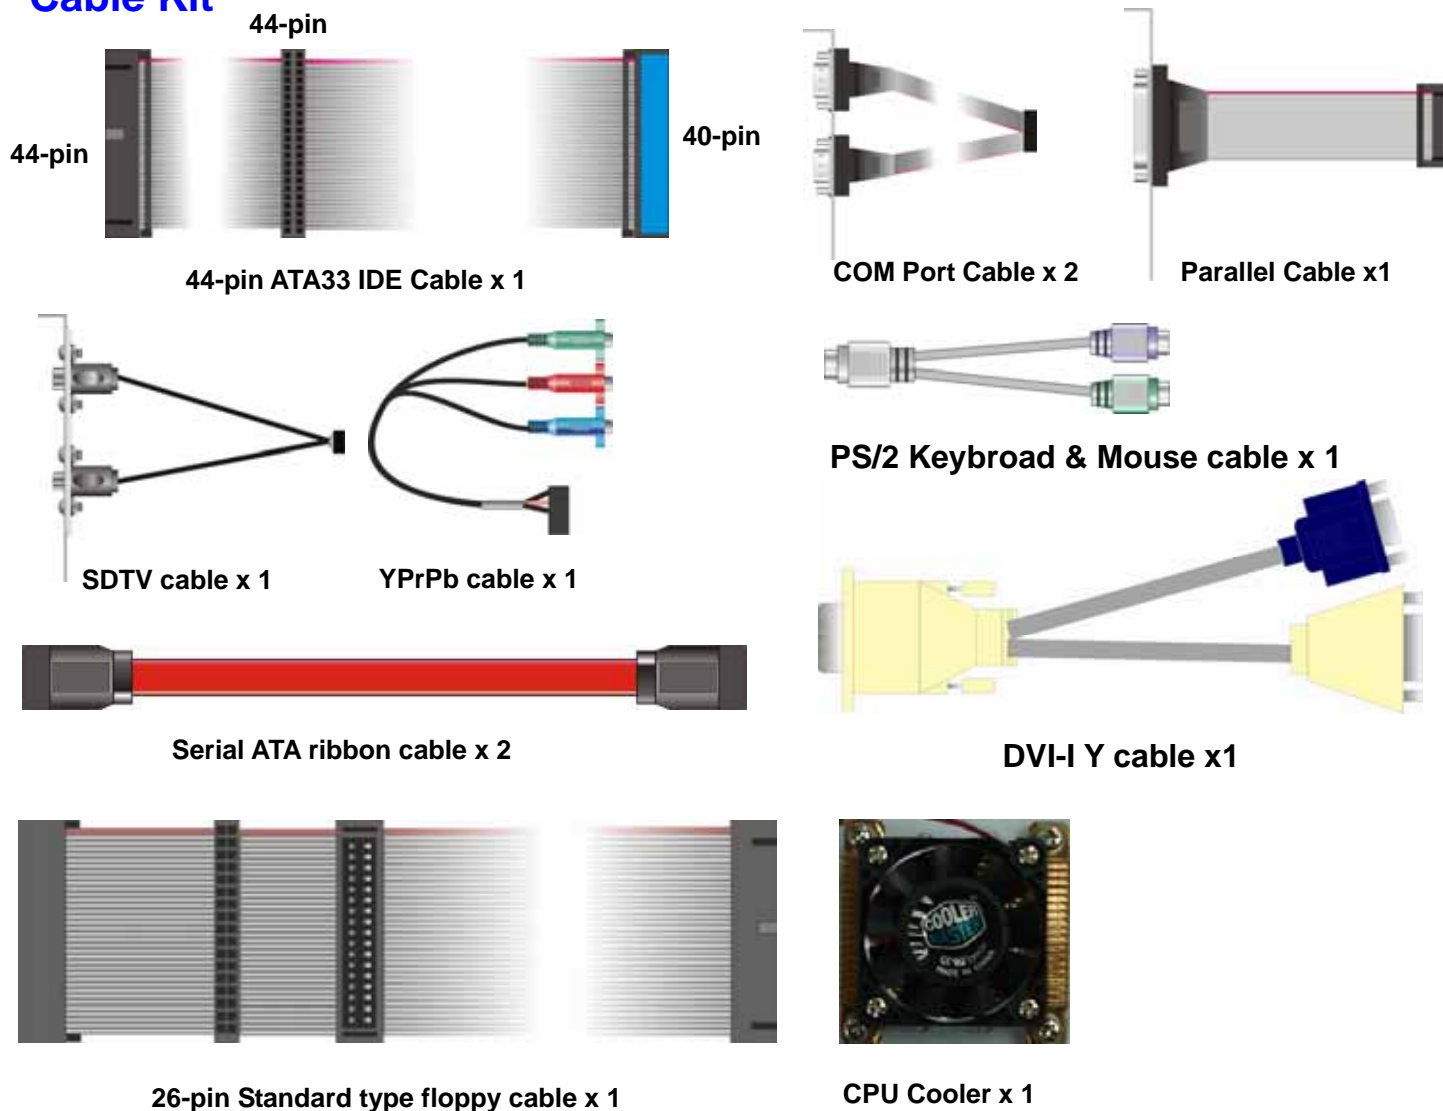 Cable Kit
44-pin
44-pin
40-pin
44-pin ATA33 IDE Cable x 1
COM Port Cable x 2
Parallel Cable x1
SDTV cable x 1
YPrPb cable x 1
PS/2 Keybroad & Mouse cable x 1
Serial ATA ribbon cable x 2
DVI-I Y cable x1
COOLER
MASTER
26-pin Standard type floppy cable x 1
CPU Cooler x 1